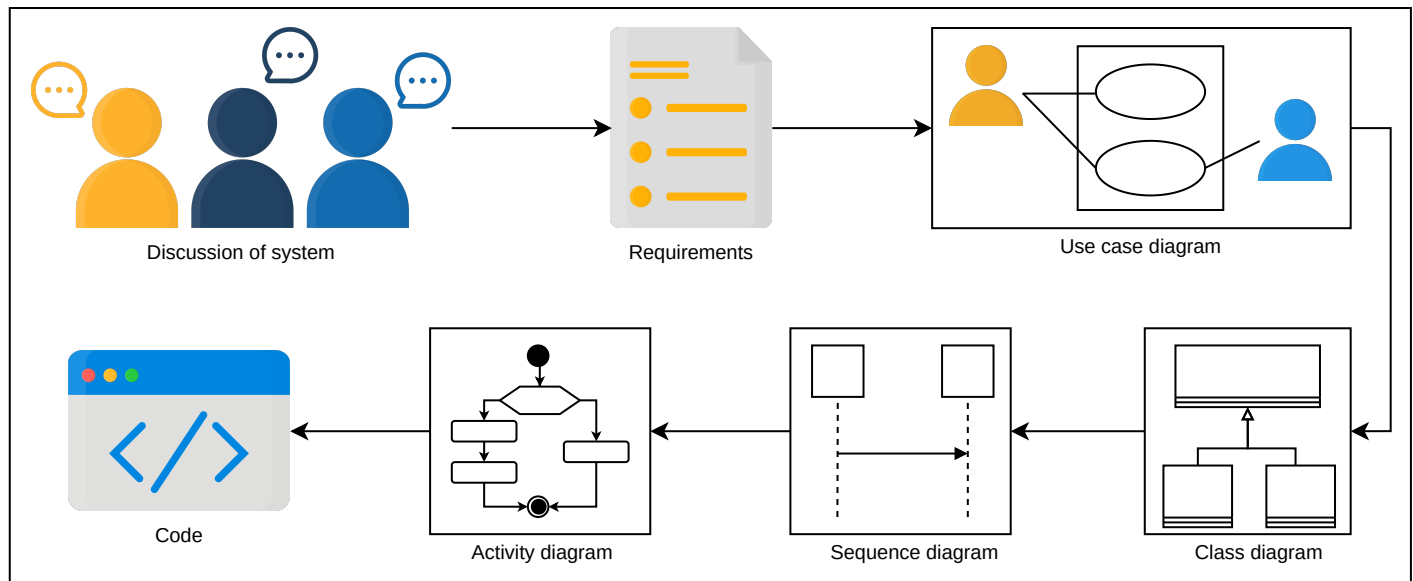 Discussion of system
Requirements
Use case diagram
Code
Activity diagram
Sequence diagram
Class diagram